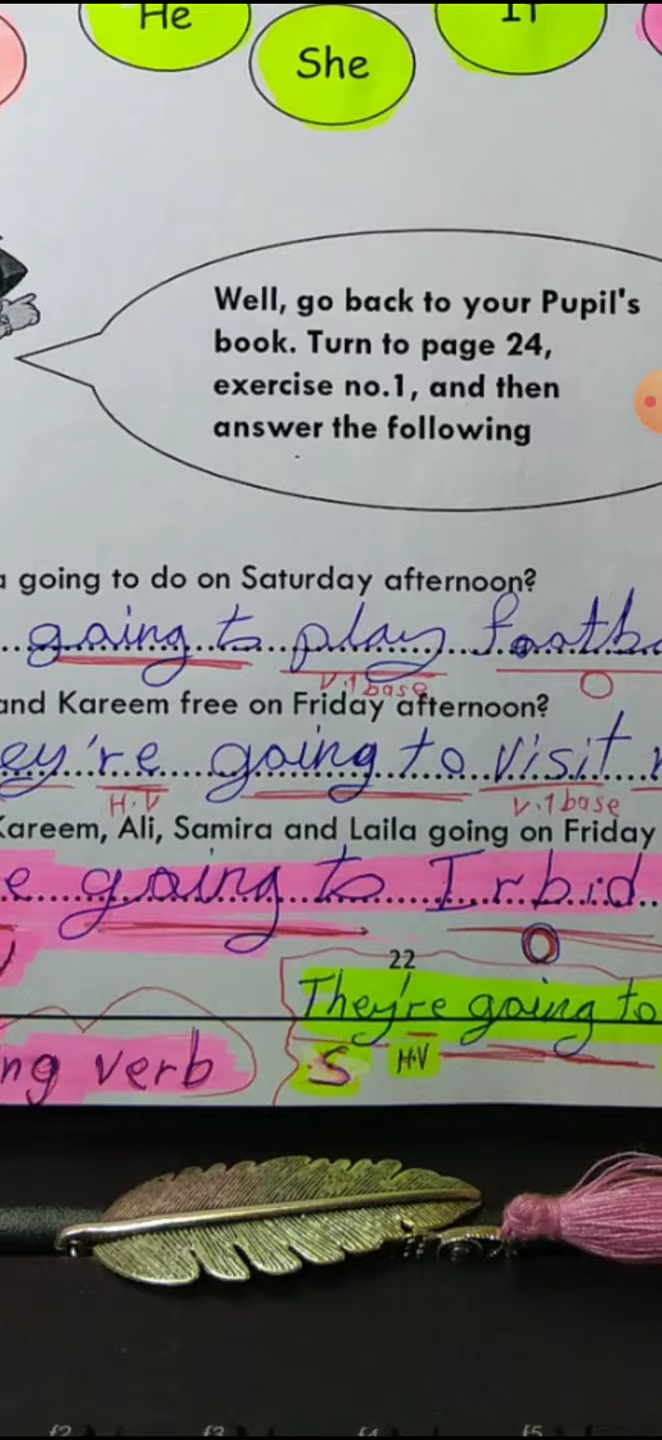 He
She
Well, go back to your Pupil's
book. Turn to page 24,
exercise no.1, and then
answer the following
going to do on Saturday afternoon?
going to play
V.1 base
and Kareem free on Friday afternoon?
ey're going to visit
H.V
V.1 base
Kareem, Ali, Samira and Laila going on Friday
e going to Irbid
22
They're going to
S H.V
ng verb